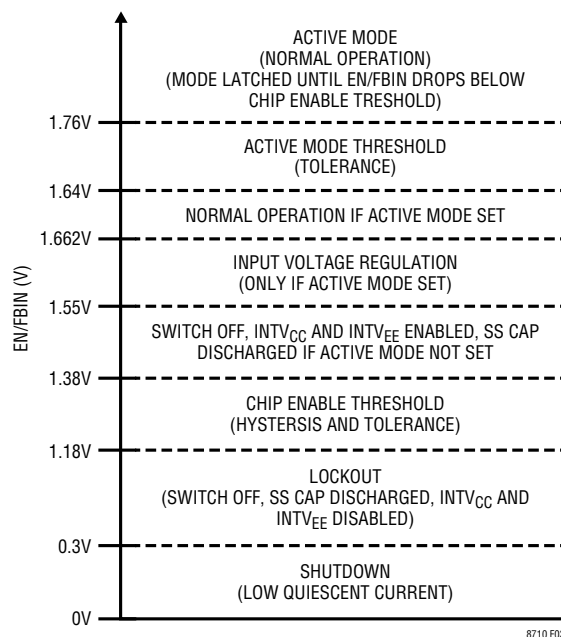 ACTIVE MODE
(NORMAL OPERATION)
(MODE LATCHED UNTIL EN/FBIN DROPS BELOW
CHIP ENABLE TRESHOLD)
1.76V
ACTIVE MODE THRESHOLD
(TOLERANCE)
1.64V
NORMAL OPERATION IF ACTIVE MODE SET
1.662V
INPUT VOLTAGE REGULATION
(ONLY IF ACTIVE MODE SET)
1.55V
EN/FBIN (V)
SWITCH OFF, INTVCC AND INTVEE ENABLED, SS CAP
DISCHARGED IF ACTIVE MODE NOT SET
1.38V
CHIP ENABLE THRESHOLD
(HYSTERSIS AND TOLERANCE)
1.18V
LOCKOUT
(SWITCH OFF, SS CAP DISCHARGED, INTVCC AND
INTVEE DISABLED)
0.3V
SHUTDOWN
(LOW QUIESCENT CURRENT)
0V